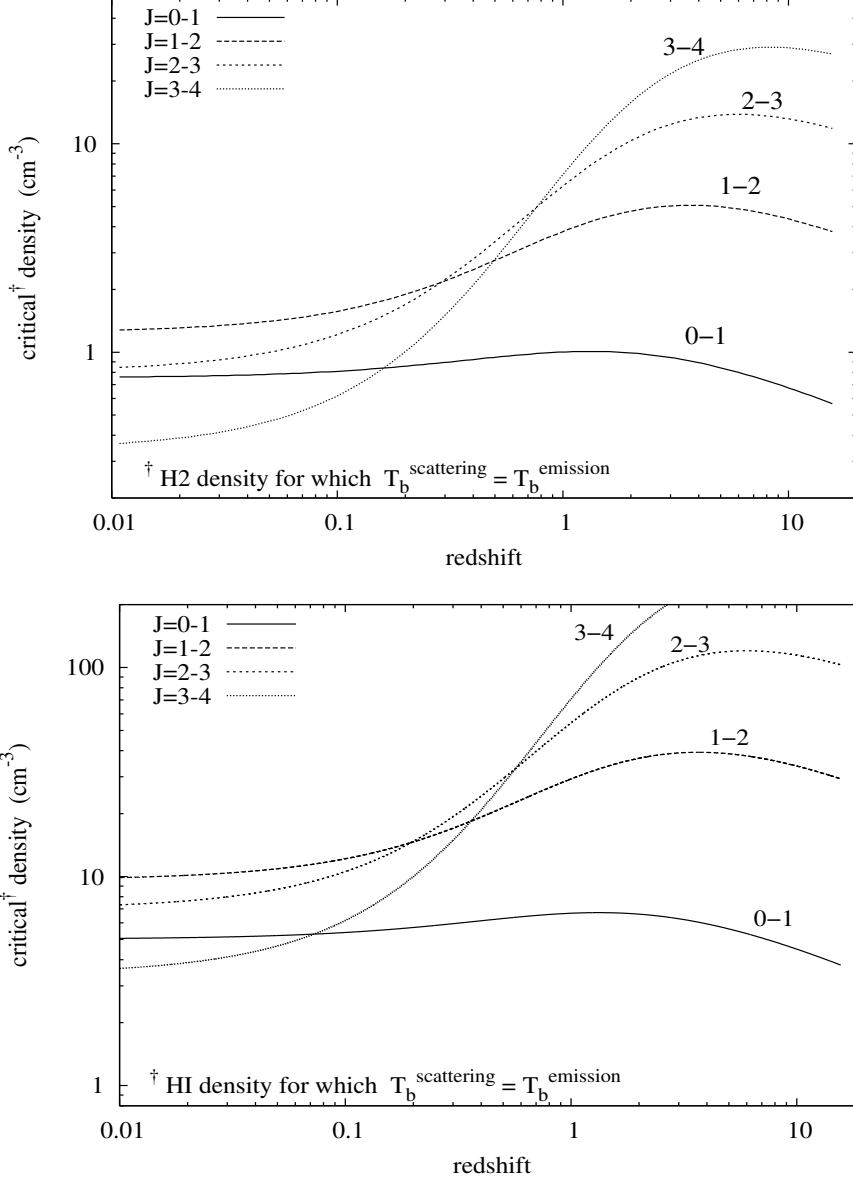 J=0-1
J=1-2
J=2-3
J=3-4
3−4
2−3
1−2
0−1
10
1
critical† density (cm-3)
† H2 density for which Tb scattering = Tb emission
0.01 0.1 1 10
redshift
J=0-1
J=1-2
J=2-3
J=3-4
3−4
2−3
1−2
0−1
100
10
1
critical† density (cm-3)
† HI density for which Tb scattering = Tb emission
0.01 0.1 1 10
redshift